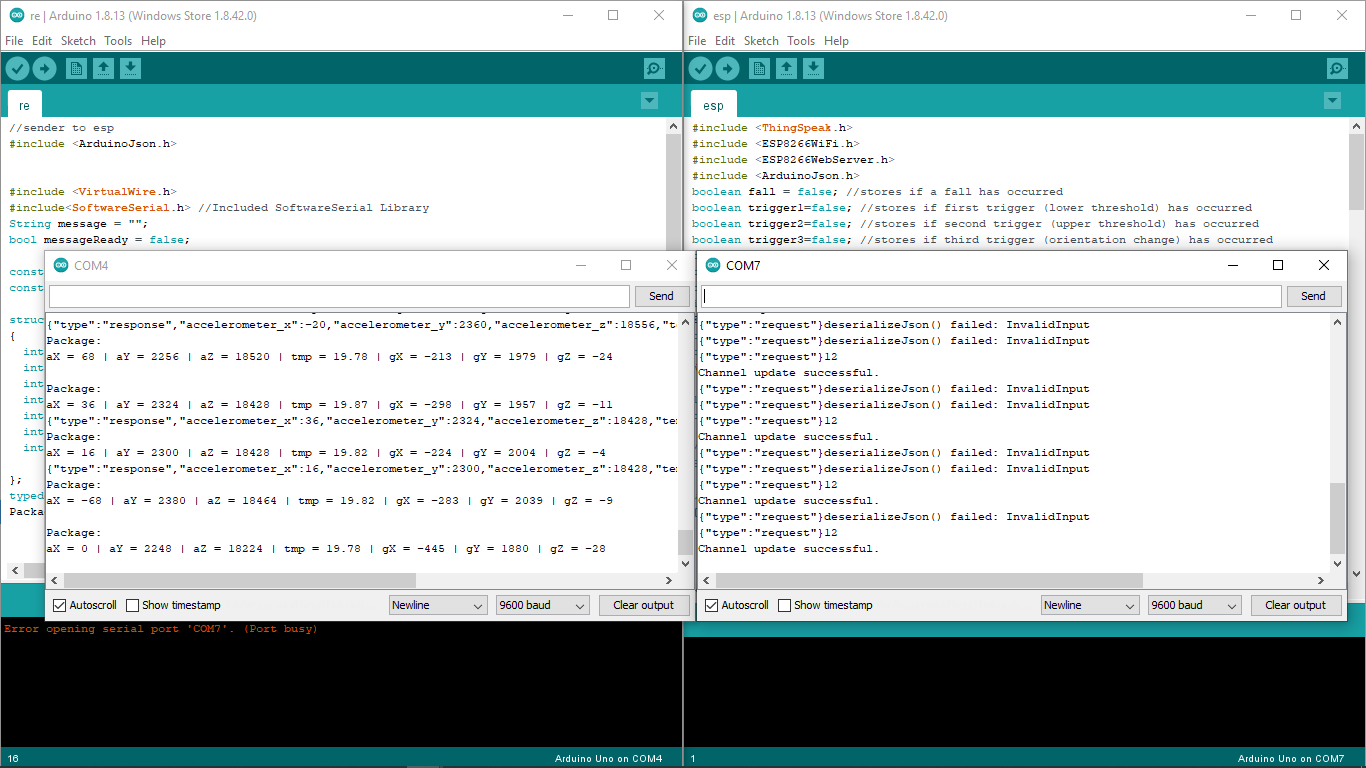 re | Arduino 1.8.13 (Windows Store 1.8.42.0)
File Edit Sketch Tools Help
re
//sender to esp
#include <ArduinoJson.h>
#include <VirtualWire.h>
#include<SoftwareSerial.h> //Included SoftwareSerial Library
String message = "";
bool messageReady = false;
const
const
struc
{
int
int
int
int
int
int
int
};
typed
Packa
COM4
Send
{"type":"response","accelerometer_x":-20,"accelerometer_y":2360,"accelerometer_z":18556,"te
Package:
aX = 68 | aY = 2256 | aZ = 18520 | tmp = 19.78 | gX = -213 | gY = 1979 | gZ = -24
Package:
aX = 36 | aY = 2324 | aZ = 18428 | tmp = 19.87 | gX = -298 | gY = 1957 | gZ = -11
{"type":"response","accelerometer_x":36,"accelerometer_y":2324,"accelerometer_z":18428,"te
Package:
aX = 16 | aY = 2300 | aZ = 18428 | tmp = 19.82 | gX = -224 | gY = 2004 | gZ = -4
{"type":"response","accelerometer_x":16,"accelerometer_y":2300,"accelerometer_z":18428,"te
Package:
aX = -68 | aY = 2380 | aZ = 18464 | tmp = 19.82 | gX = -283 | gY = 2039 | gZ = -9
Package:
aX = 0 | aY = 2248 | aZ = 18224 | tmp = 19.78 | gX = -445 | gY = 1880 | gZ = -28
Autoscroll Show timestamp Newline 9600 baud Clear output
Error opening serial port 'COM7'. (Port busy)
16 Arduino Uno on COM4
esp | Arduino 1.8.13 (Windows Store 1.8.42.0)
File Edit Sketch Tools Help
esp
#include <ThingSpeak.h>
#include <ESP8266WiFi.h>
#include <ESP8266WebServer.h>
#include <ArduinoJson.h>
boolean fall = false; //stores if a fall has occurred
boolean trigger1=false; //stores if first trigger (lower threshold) has occurred
boolean trigger2=false; //stores if second trigger (upper threshold) has occurred
boolean trigger3=false; //stores if third trigger (orientation change) has occurred
COM7
Send
{"type":"request"}deserializeJson() failed: InvalidInput
{"type":"request"}deserializeJson() failed: InvalidInput
{"type":"request"}12
Channel update successful.
{"type":"request"}deserializeJson() failed: InvalidInput
{"type":"request"}deserializeJson() failed: InvalidInput
{"type":"request"}12
Channel update successful.
{"type":"request"}deserializeJson() failed: InvalidInput
{"type":"request"}deserializeJson() failed: InvalidInput
{"type":"request"}12
Channel update successful.
{"type":"request"}deserializeJson() failed: InvalidInput
{"type":"request"}12
Channel update successful.
Autoscroll Show timestamp Newline 9600 baud Clear output
1 Arduino Uno on COM7